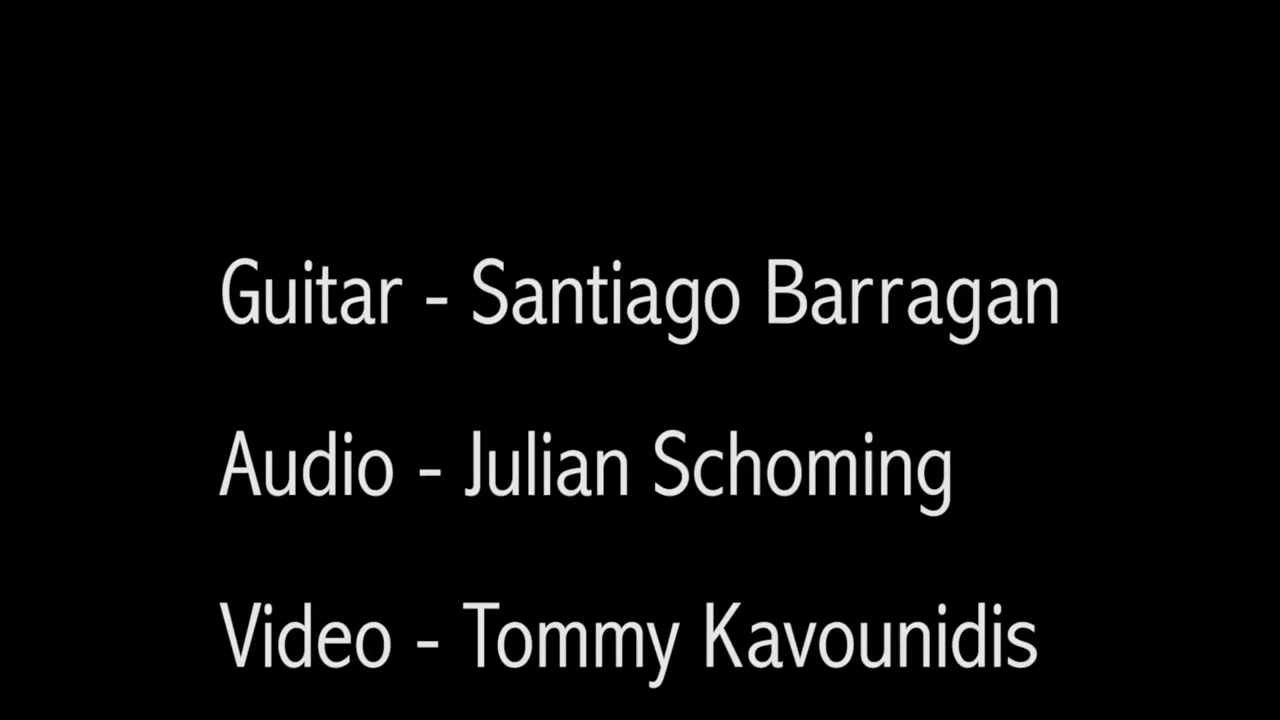 Guitar - Santiago Barragan
Audio - Julian Schoming
Video - Tommy Kavounidis